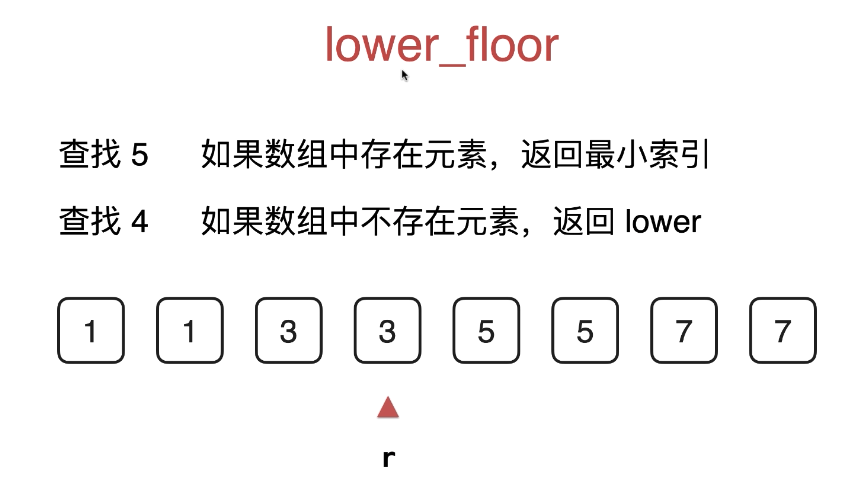 lower_floor
查找 5 如果数组中存在元素，返回最小索引
查找 4 如果数组中不存在元素，返回 lower
1 1 3 3 5 5 7 7
r